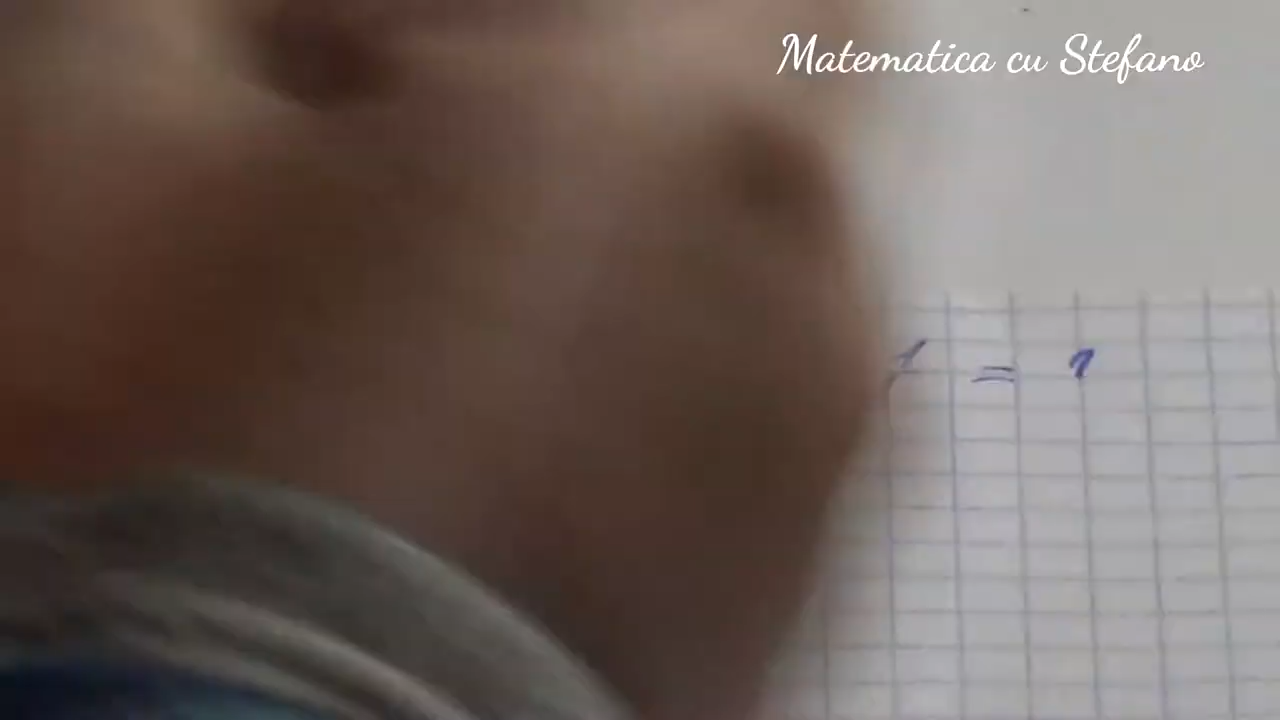 Matematica cu Stefano
1 = 1